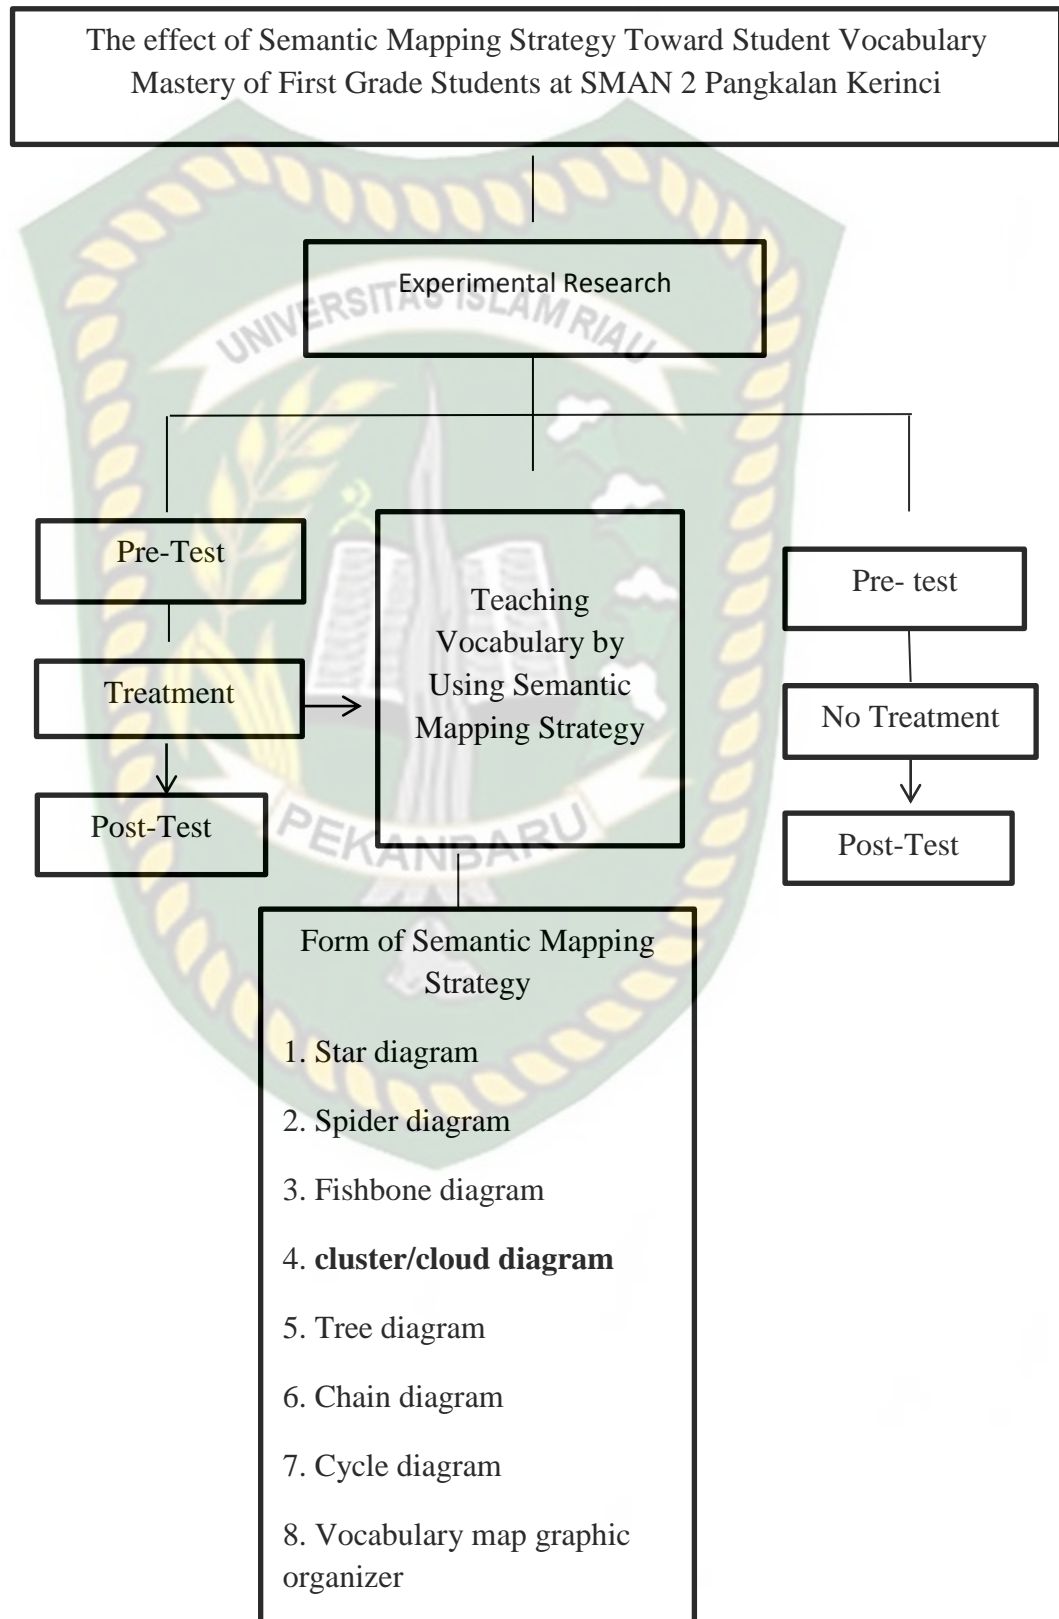 The effect of Semantic Mapping Strategy Toward Student Vocabulary
Mastery of First Grade Students at SMAN 2 Pangkalan Kerinci
Experimental Research
UNIVERSITAS ISLAM RIAU
Pre-Test
Treatment
Post-Test
Teaching
Vocabulary by
Using Semantic
Mapping Strategy
Pre- test
No Treatment
Post-Test
PEKANBARU
Form of Semantic Mapping
Strategy
1. Star diagram
2. Spider diagram
3. Fishbone diagram
4. cluster/cloud diagram
5. Tree diagram
6. Chain diagram
7. Cycle diagram
8. Vocabulary map graphic
organizer